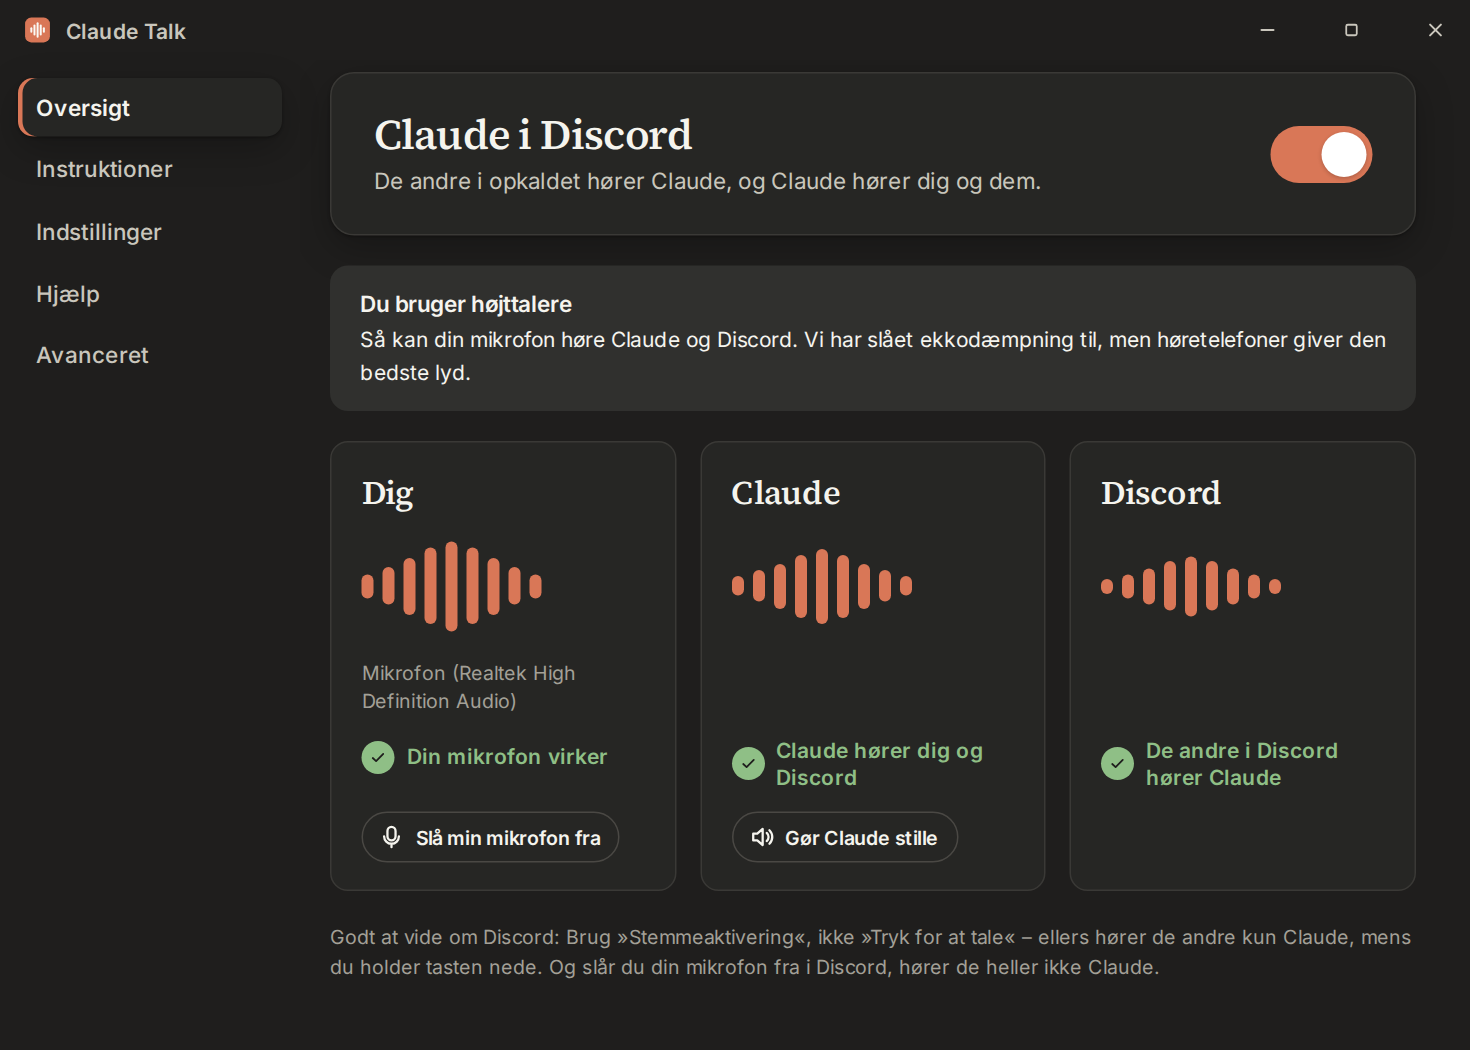 Claude Talk
Oversigt
Instruktioner
Indstillinger
Hjælp
Avanceret
Claude i Discord
De andre i opkaldet hører Claude, og Claude hører dig og dem.
Du bruger højttalere
Så kan din mikrofon høre Claude og Discord. Vi har slået ekkodæmpning til, men høretelefoner giver den
bedste lyd.
Dig
Mikrofon (Realtek High
Definition Audio)
Din mikrofon virker
Slå min mikrofon fra
Claude
Claude hører dig og
Discord
Gør Claude stille
Discord
De andre i Discord
hører Claude
Godt at vide om Discord: Brug »Stemmeaktivering«, ikke »Tryk for at tale« – ellers hører de andre kun Claude, mens
du holder tasten nede. Og slår du din mikrofon fra i Discord, hører de heller ikke Claude.